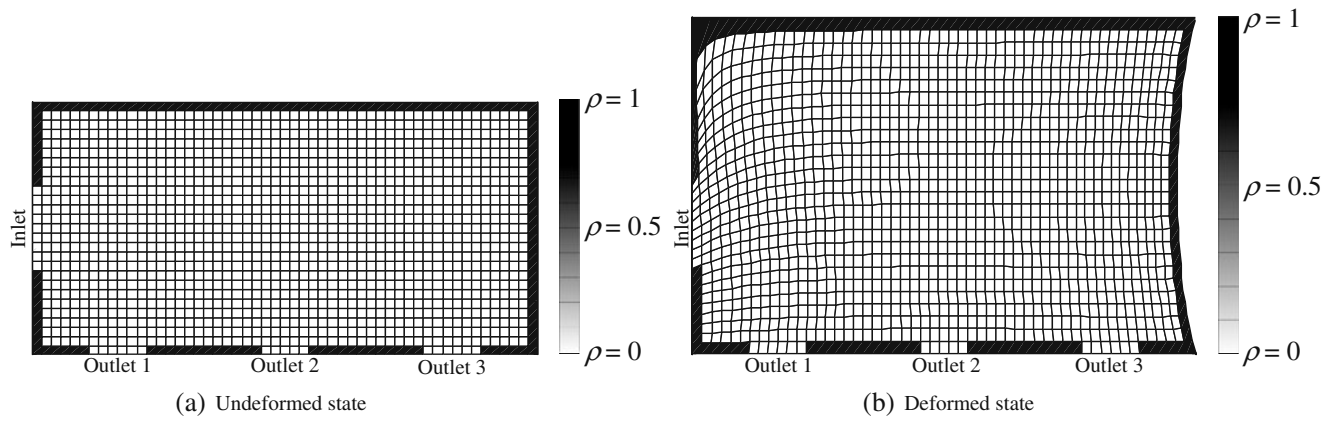 Inlet
ρ = 1
ρ = 0.5
ρ = 0
Outlet 1
Outlet 2
Outlet 3
(a) Undeformed state
Inlet
ρ = 1
ρ = 0.5
ρ = 0
Outlet 1
Outlet 2
Outlet 3
(b) Deformed state